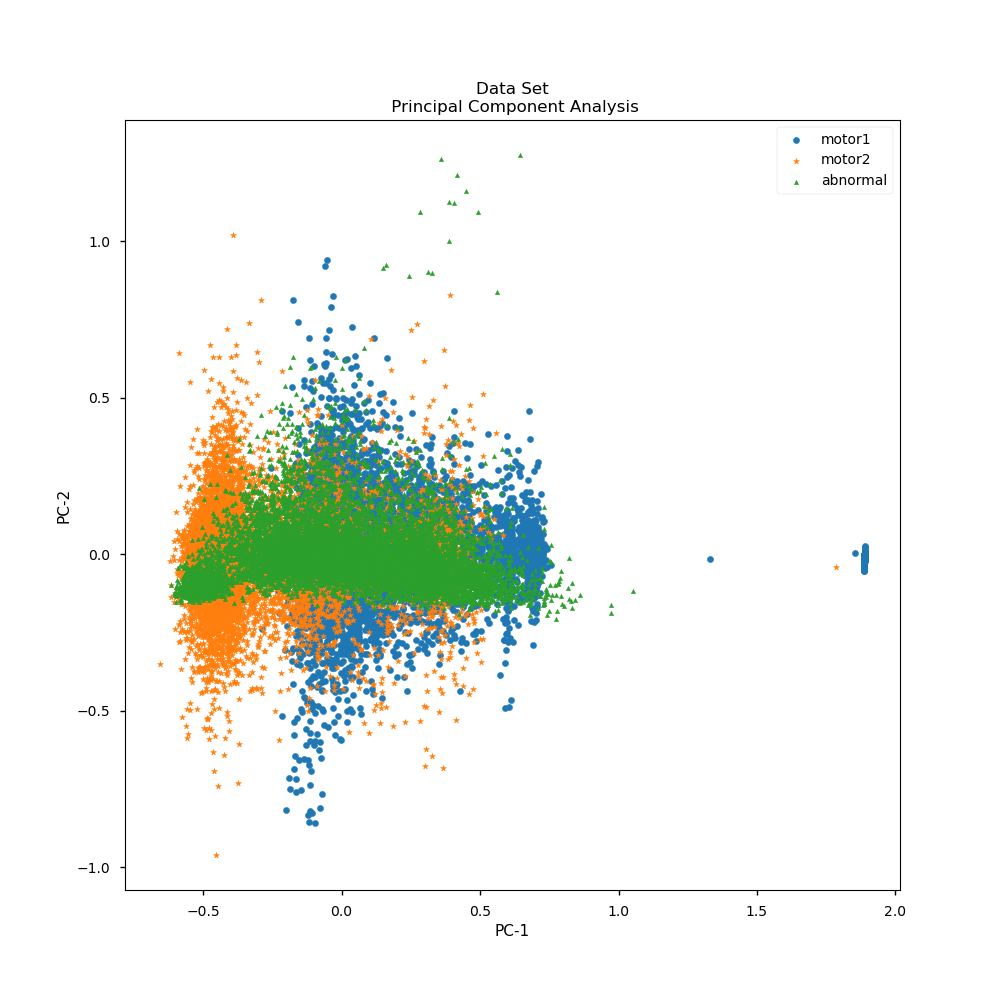 Data Set
Principal Component Analysis
motor1
motor2
abnormal
1.0
0.5
0.0
−0.5
−1.0
PC-2
−0.5
0.0
0.5
1.0
1.5
2.0
PC-1